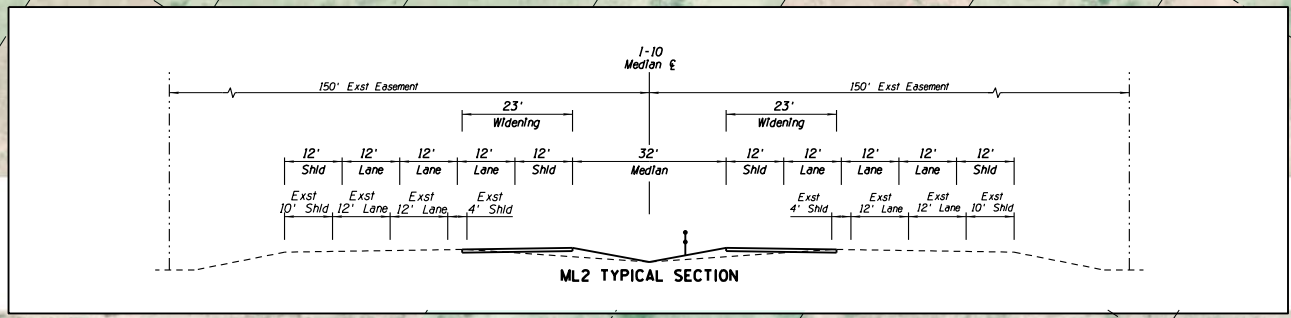 I-10
Median ℄
150' Exst Easement 150' Exst Easement
23' 23'
Widening Widening
12' 12' 12' 12' 12' 32' 12' 12' 12' 12' 12'
Shld Lane Lane Lane Shld Median Shld Lane Lane Lane Shld
Exst Exst Exst Exst Exst Exst Exst Exst
10' Shld 12' Lane 12' Lane 4' Shld 4' Shld 12' Lane 12' Lane 10' Shld
ML2 TYPICAL SECTION